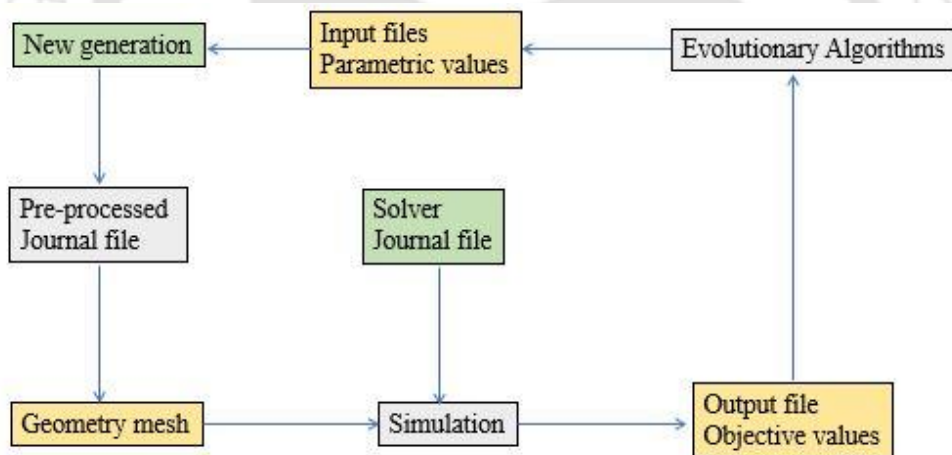 New generation
Input files
Parametric values
Evolutionary Algorithms
Pre-processed
Journal file
Solver
Journal file
Geometry mesh
Simulation
Output file
Objective values